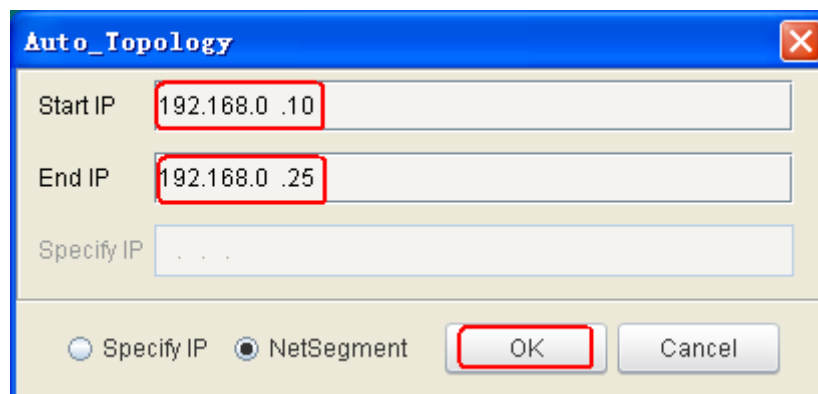 Auto_Topology
Start IP 192.168.0 .10
End IP 192.168.0 .25
Specify IP . . .
Specify IP NetSegment OK Cancel